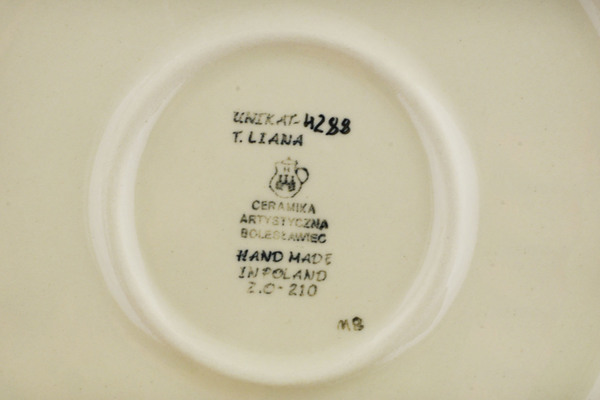 UNIKAT-4288
T. LIANA
CERAMIKA
ARTYSTYCZNA
BOLESŁAWIEC
HAND MADE
IN POLAND
Z.O-210
MB